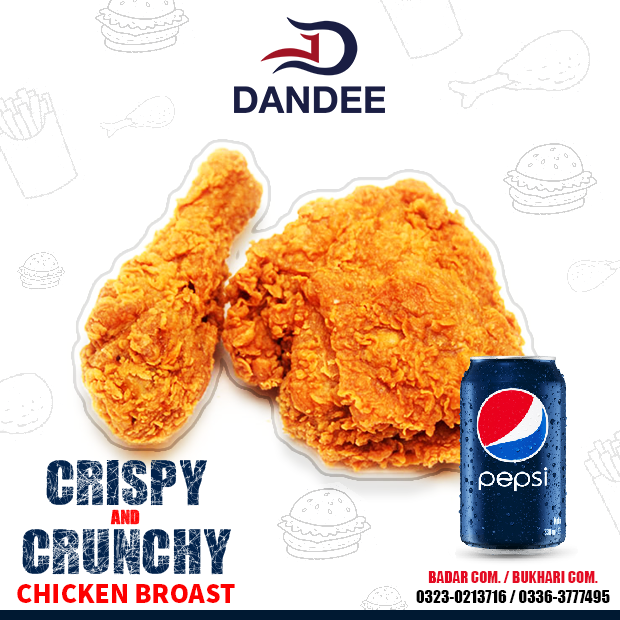 DANDEE
pepsi
CRISPY
AND
CRUNCHY
CHICKEN BROAST
BADAR COM. / BUKHARI COM.
0323-0213716 / 0336-3777495